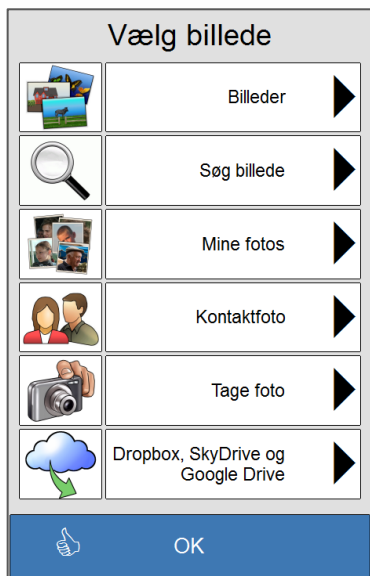 Vælg billede
Billeder
Søg billede
Mine fotos
Kontaktfoto
Tage foto
Dropbox, SkyDrive og
Google Drive
OK